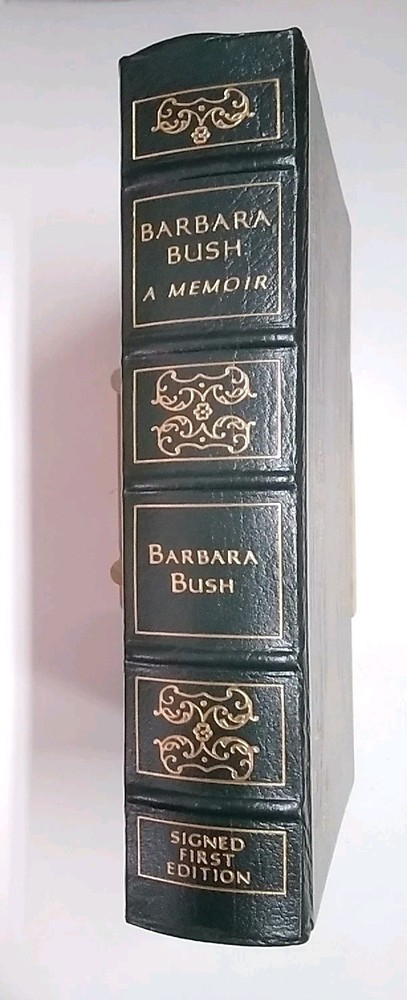 BARBARA
BUSH
A MEMOIR
BARBARA
BUSH
SIGNED
FIRST
EDITION